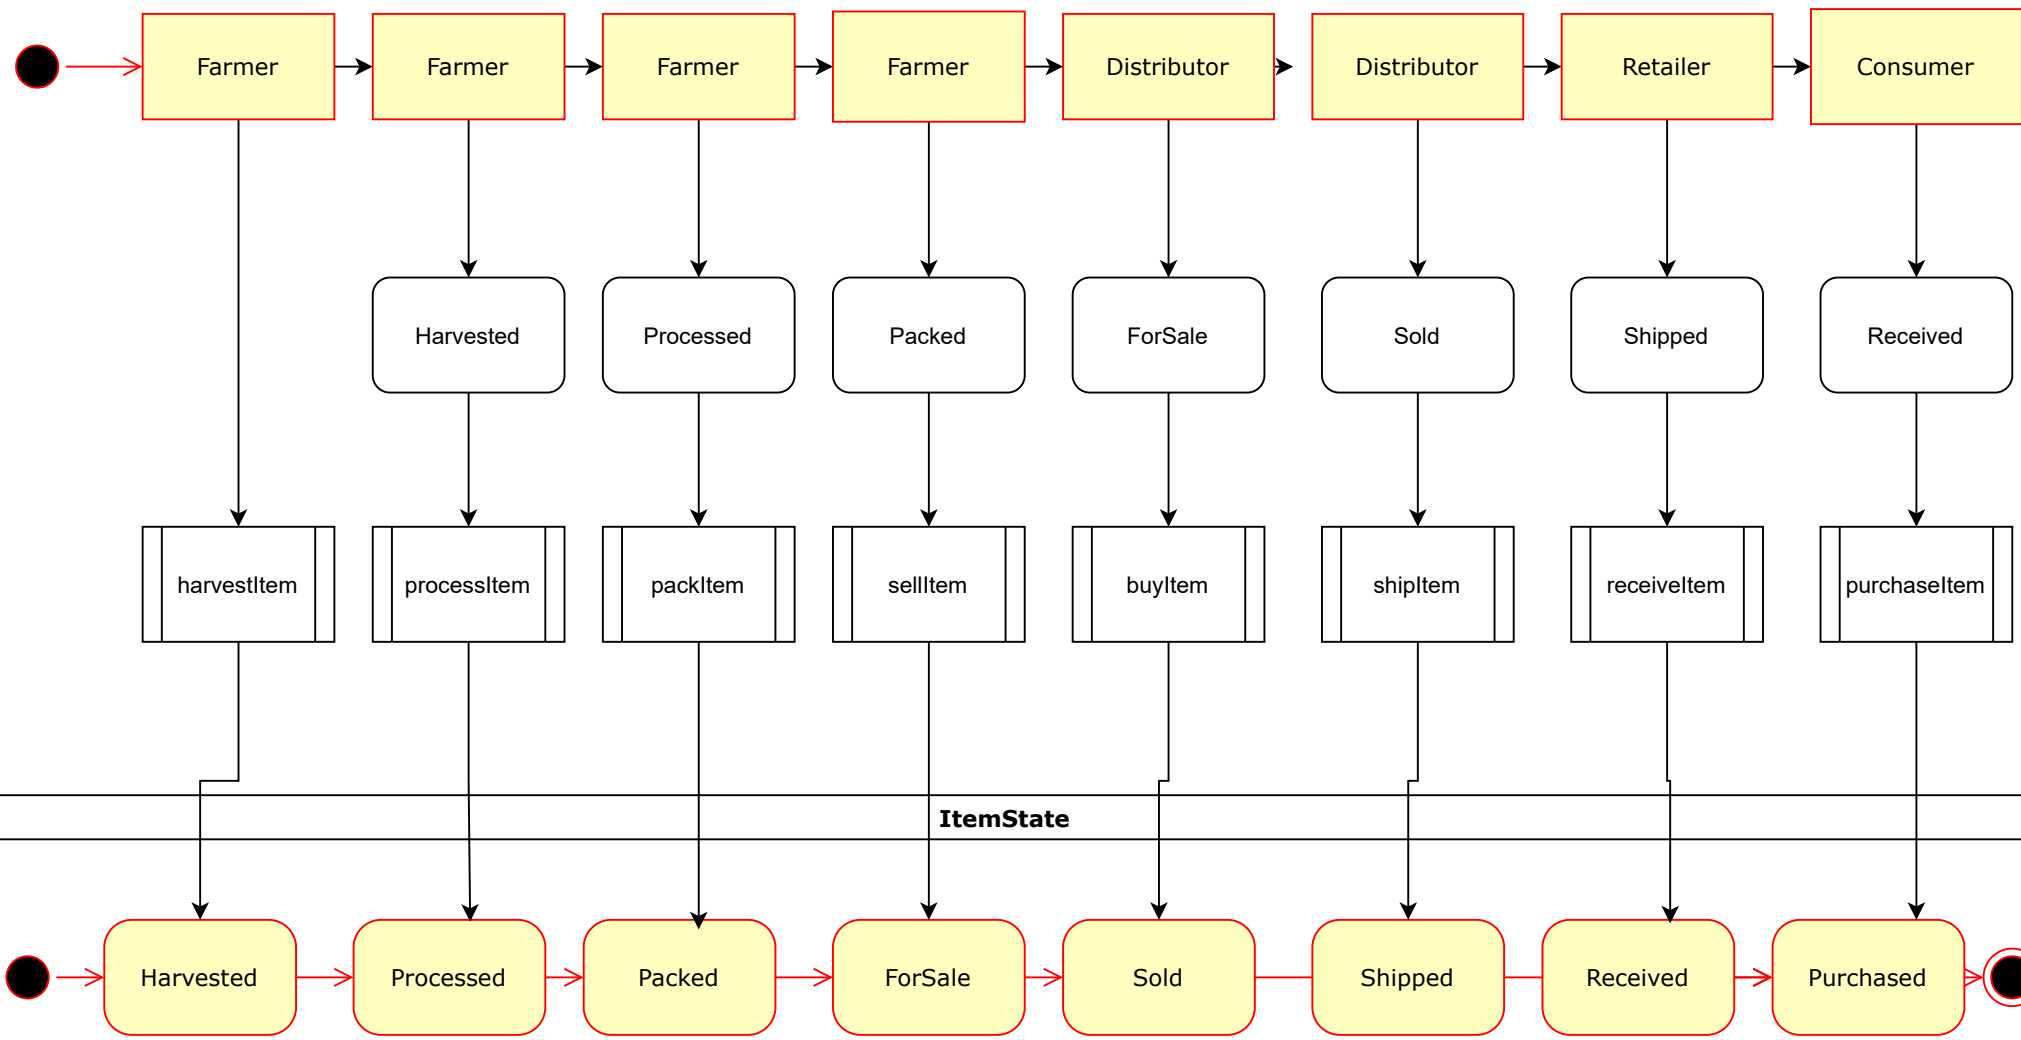 Farmer
Farmer
Farmer
Farmer
Distributor
Distributor
Retailer
Consumer
Harvested
Processed
Packed
ForSale
Sold
Shipped
Received
harvestItem
processItem
packItem
sellItem
buyItem
shipItem
receiveItem
purchaseItem
ItemState
Harvested
Processed
Packed
ForSale
Sold
Shipped
Received
Purchased